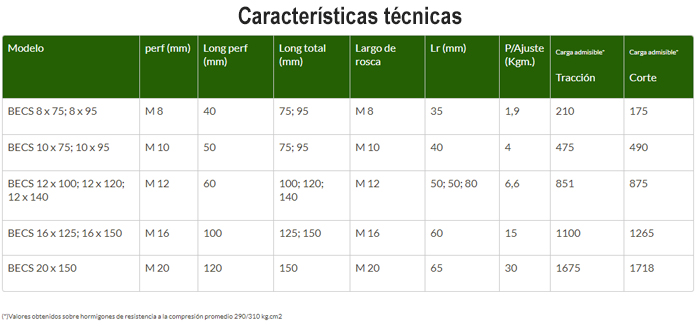 Características técnicas
Modelo perf (mm) Long perf (mm) Long total (mm) Largo de rosca Lr (mm) P/Ajuste (Kgm.) Carga admisible* Tracción Carga admisible* Corte
BECS 8 x 75; 8 x 95 M 8 40 75; 95 M 8 35 1,9 210 175
BECS 10 x 75; 10 x 95 M 10 50 75; 95 M 10 40 4 475 490
BECS 12 x 100; 12 x 120; 12 x 140 M 12 60 100; 120; 140 M 12 50; 50; 80 6,6 851 875
BECS 16 x 125; 16 x 150 M 16 100 125; 150 M 16 60 15 1100 1265
BECS 20 x 150 M 20 120 150 M 20 65 30 1675 1718
(*)Valores obtenidos sobre hormigones de resistencia a la compresión promedio 290/310 kg.cm2